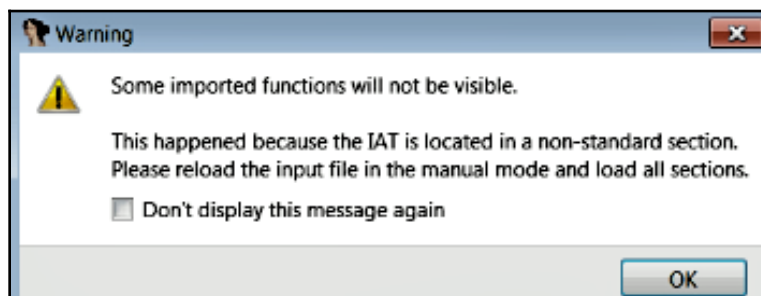 Warning
Some imported functions will not be visible.
This happened because the IAT is located in a non-standard section.
Please reload the input file in the manual mode and load all sections.
Don't display this message again
OK